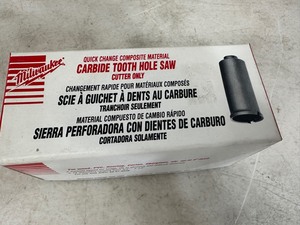 Milwaukee
QUICK CHANGE COMPOSITE MATERIAL
CARBIDE TOOTH HOLE SAW
CUTTER ONLY
CHANGEMENT RAPIDE POUR MATÉRIAUX COMPOSÉS
SCIE À GUICHET À DENTS AU CARBURE
TRANCHOIR SEULEMENT
MATERIAL COMPUESTO DE CAMBIO RÁPIDO
SIERRA PERFORADORA CON DIENTES DE CARBURO
CORTADORA SOLAMENTE